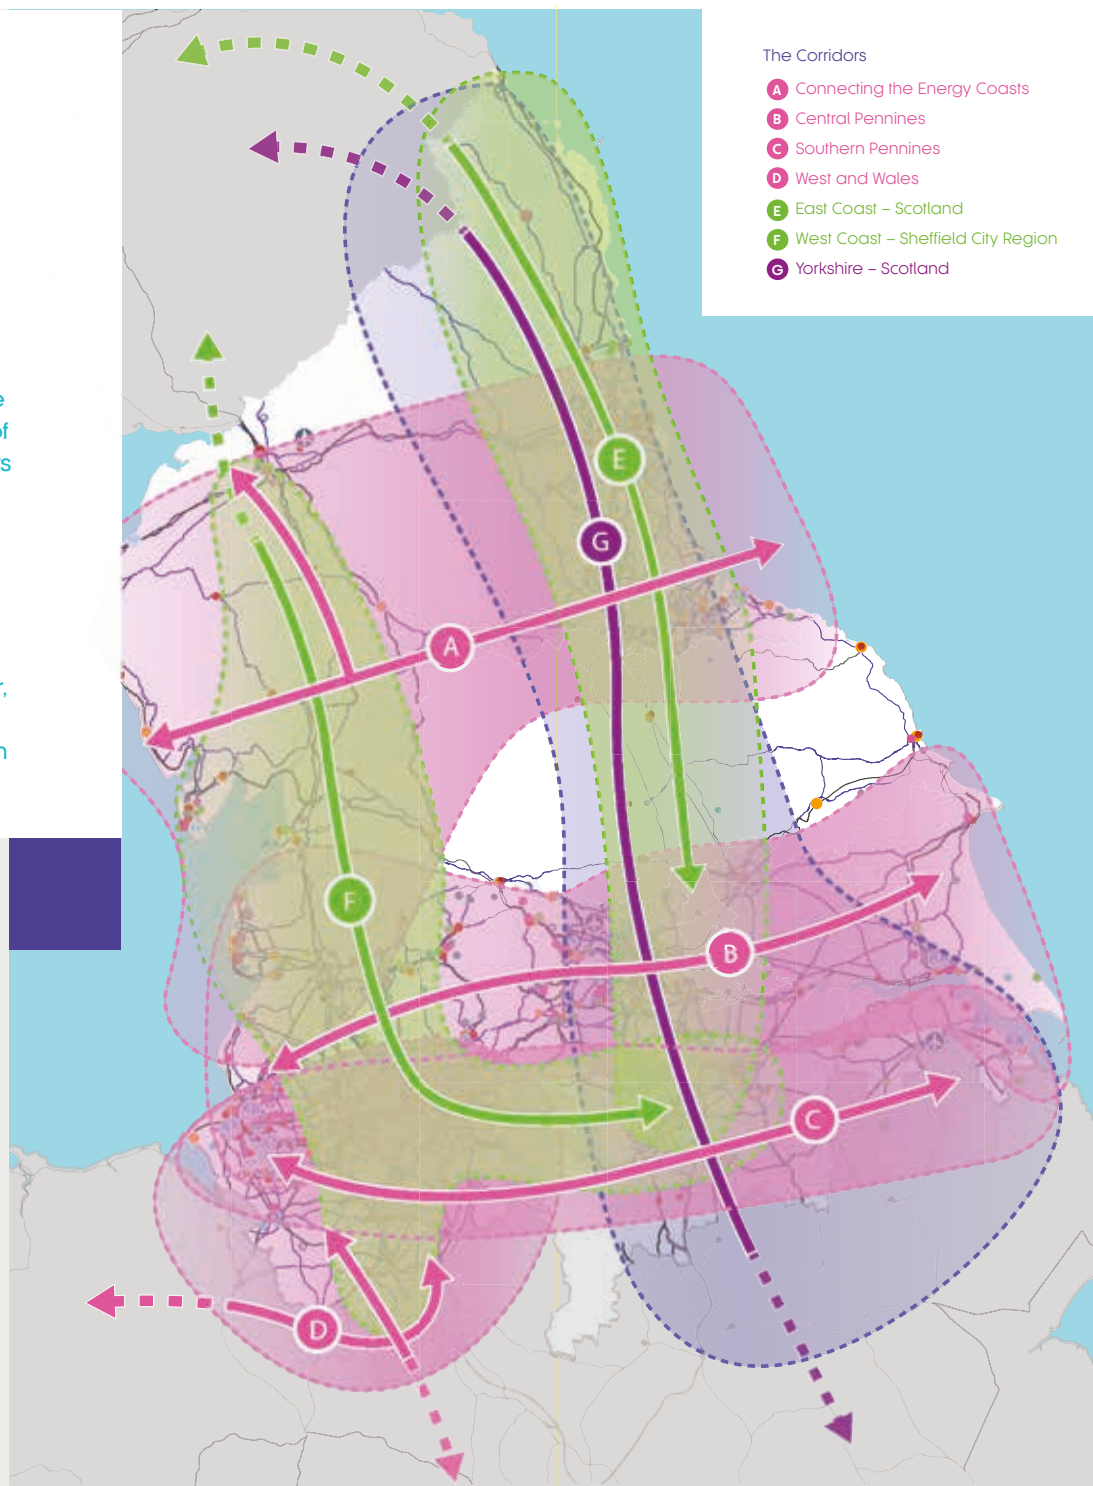 The Corridors
A Connecting the Energy Coasts
B Central Pennines
C Southern Pennines
D West and Wales
E East Coast – Scotland
F West Coast – Sheffield City Region
G Yorkshire – Scotland
e
of
s
E
G
A
r,
n
F
B
C
D